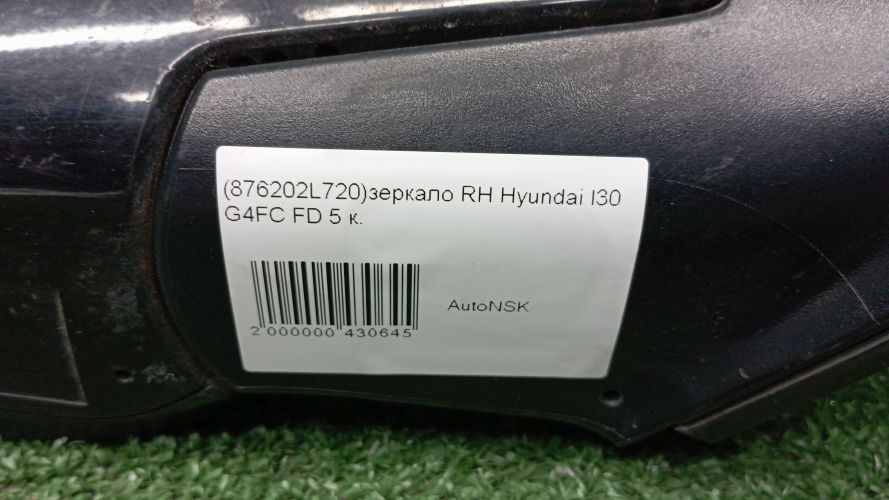 (876202L720)зеркало RH Hyundai I30
G4FC FD 5 к.
AutoNSK
2 000000 430645